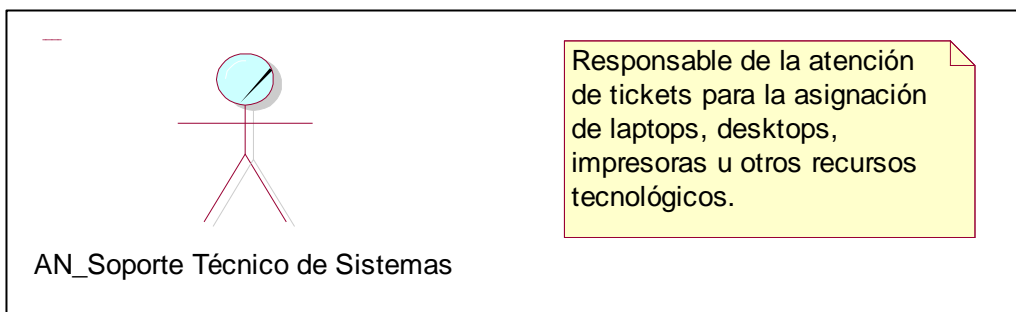 Responsable de la atención
de tickets para la asignación
de laptops, desktops,
impresoras u otros recursos
tecnológicos.
AN_Soporte Técnico de Sistemas